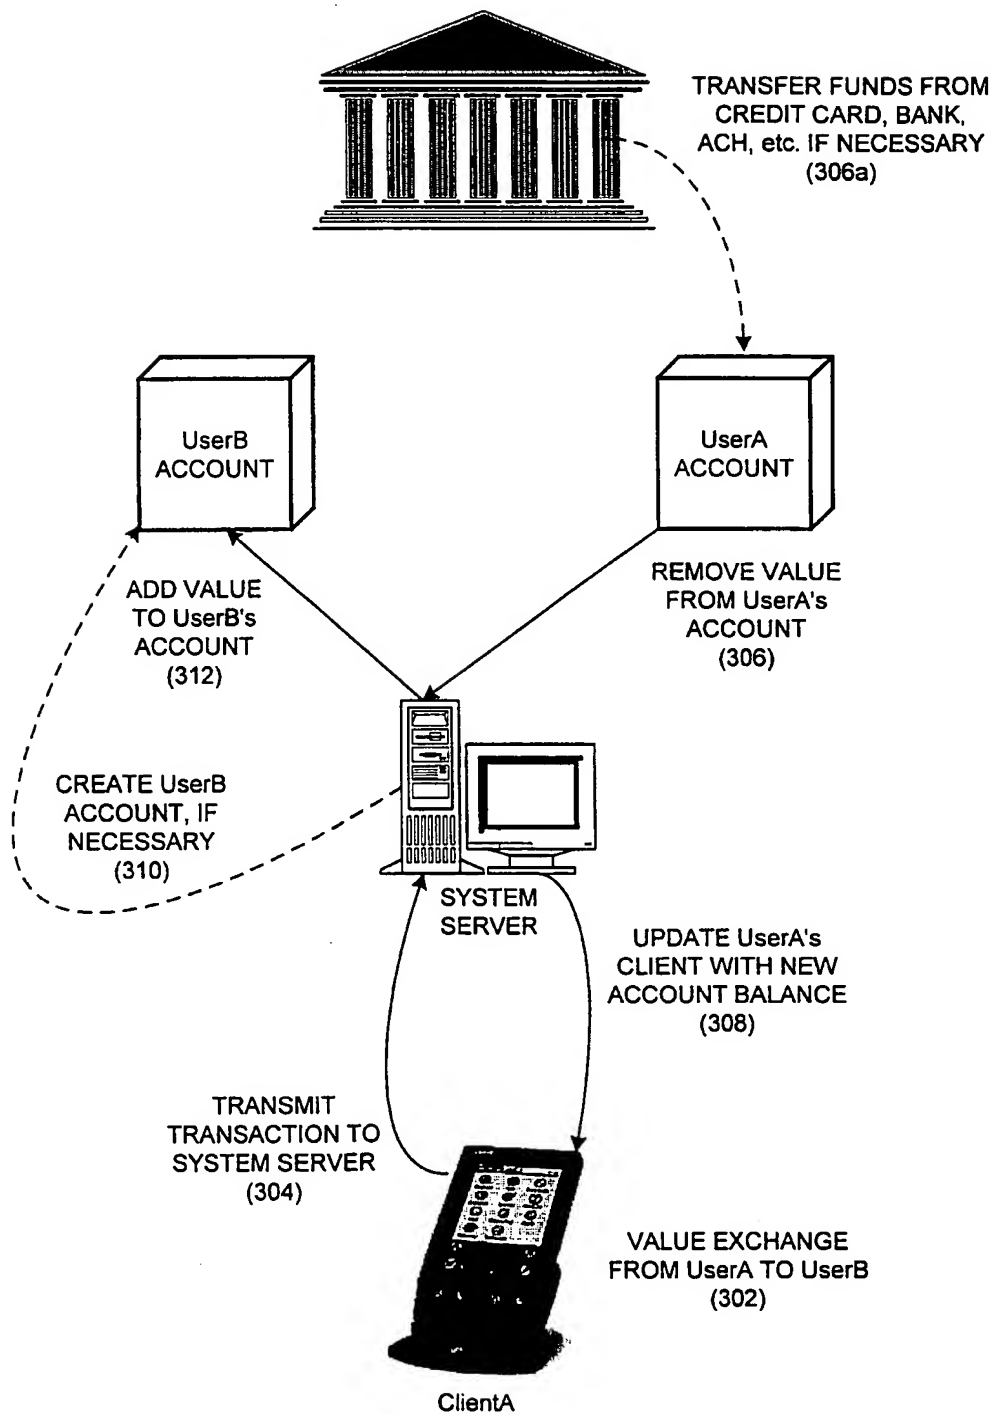 TRANSFER FUNDS FROM
CREDIT CARD, BANK,
ACH, etc. IF NECESSARY
(306a)
UserB
ACCOUNT
UserA
ACCOUNT
ADD VALUE
TO UserB's
ACCOUNT
(312)
REMOVE VALUE
FROM UserA's
ACCOUNT
(306)
CREATE UserB
ACCOUNT, IF
NECESSARY
(310)
SYSTEM
SERVER
UPDATE UserA's
CLIENT WITH NEW
ACCOUNT BALANCE
(308)
TRANSMIT
TRANSACTION TO
SYSTEM SERVER
(304)
VALUE EXCHANGE
FROM UserA TO UserB
(302)
ClientA